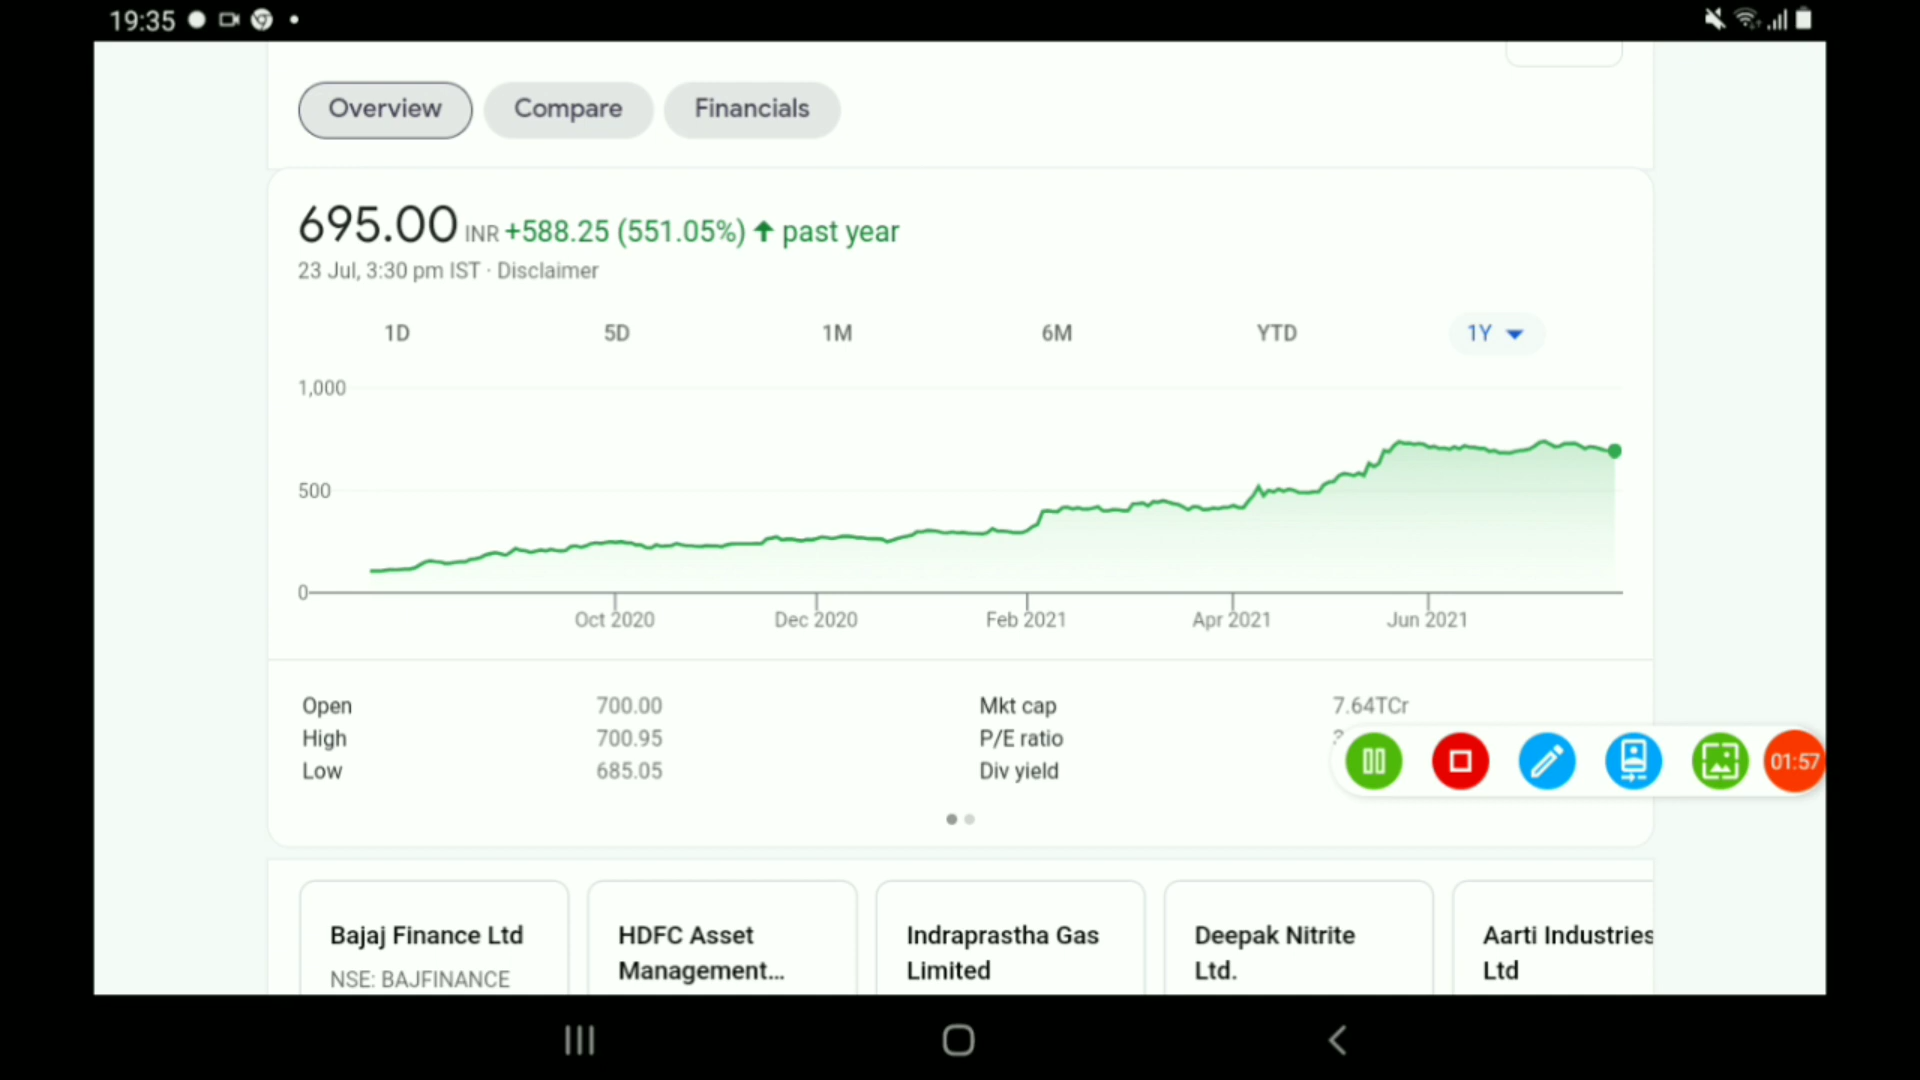 19:35
Overview Compare Financials
695.00 INR +588.25 (551.05%) ↑ past year
23 Jul, 3:30 pm IST · Disclaimer
1D 5D 1M 6M YTD 1Y
1,000
500
0
Oct 2020 Dec 2020 Feb 2021 Apr 2021 Jun 2021
Open 700.00 Mkt cap 7.64TCr
High 700.95 P/E ratio
Low 685.05 Div yield
01:57
Bajaj Finance Ltd
NSE: BAJFINANCE
HDFC Asset
Management...
Indraprastha Gas
Limited
Deepak Nitrite
Ltd.
Aarti Industries
Ltd